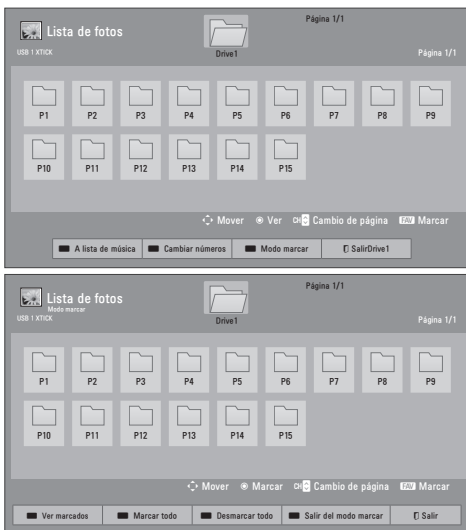 Página 1/1
Lista de fotos
USB 1 XTICK
Drive1
Página 1/1
P1 P2 P3 P4 P5 P6 P7 P8 P9
P10 P11 P12 P13 P14 P15
Mover Ver CH Cambio de página FAV Marcar
A lista de música Cambiar números Modo marcar SalirDrive1
Página 1/1
Lista de fotos
Modo marcar
USB 1 XTICK
Drive1
Página 1/1
P1 P2 P3 P4 P5 P6 P7 P8 P9
P10 P11 P12 P13 P14 P15
Mover Marcar CH Cambio de página FAV Marcar
Ver marcados Marcar todo Desmarcar todo Salir del modo marcar Salir